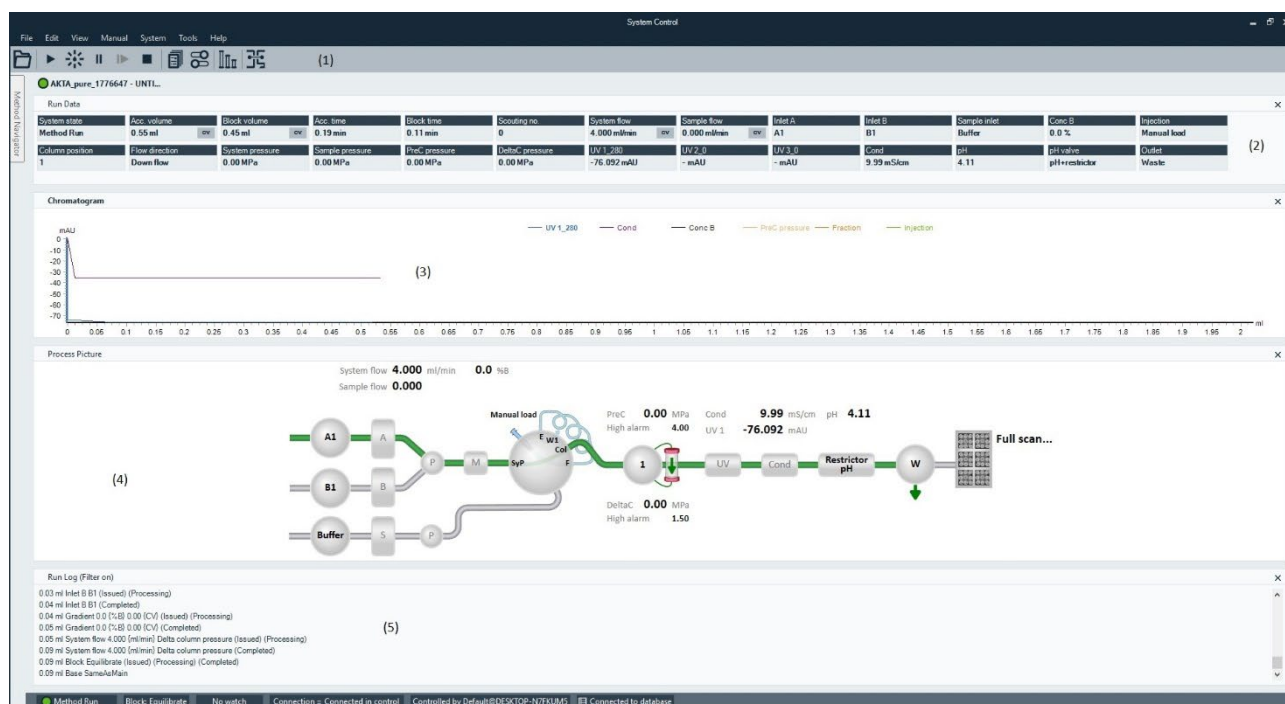 System Control
File Edit View Manual System Tools Help
(1)
Method Navigator
AKTA_pure_1776647 - UNTI...
Run Data
System state Acc. volume Block volume Acc. time Block time Scouting no. System flow Sample flow Inlet A Inlet B Sample inlet Conc B Injection
Method Run 0.55 ml cv 0.45 ml cv 0.19 min 0.11 min 0 4.000 ml/min cv 0.000 ml/min cv A1 B1 Buffer 0.0 % Manual load
Column position Flow direction System pressure Sample pressure PreC pressure DeltaC pressure UV 1_280 UV 2_0 UV 3_0 Cond pH pH valve Outlet
1 Down flow 0.00 MPa 0.00 MPa 0.00 MPa 0.00 MPa -76.092 mAU - mAU - mAU 9.99 mS/cm 4.11 pH+restrictor Waste
(2)
Chromatogram
UV 1_280 Cond Conc B PreC pressure Fraction Injection
mAU
0
-10
-20
-30
-40
-50
-60
-70
(3)
0 0.05 0.1 0.15 0.2 0.25 0.3 0.35 0.4 0.45 0.5 0.55 0.6 0.65 0.7 0.75 0.8 0.85 0.9 0.95 1 1.05 1.1 1.15 1.2 1.25 1.3 1.35 1.4 1.45 1.5 1.55 1.6 1.65 1.7 1.75 1.8 1.85 1.9 1.95 2 ml
Process Picture
System flow 4.000 ml/min 0.0 %B
Sample flow 0.000
Manual load
PreC 0.00 MPa Cond 9.99 mS/cm pH 4.11
High alarm 4.00 UV 1 -76.092 mAU
E W1 Col F SyP
A1 A P M 1 UV Cond Restrictor pH W Full scan...
B1 B
(4)
DeltaC 0.00 MPa
High alarm 1.50
Buffer S P
Run Log (Filter on)
0.03 ml Inlet B B1 (Issued) (Processing)
0.04 ml Inlet B B1 (Completed)
0.04 ml Gradient 0.0 {%B} 0.00 {CV} (Issued) (Processing)
0.05 ml Gradient 0.0 {%B} 0.00 {CV} (Completed)
0.05 ml System flow 4.000 {ml/min} Delta column pressure (Issued) (Processing)
0.09 ml System flow 4.000 {ml/min} Delta column pressure (Completed)
0.09 ml Block Equilibrate (Issued) (Processing) (Completed)
0.09 ml Base SameAsMain
(5)
Method Run Block: Equilibrate No watch Connection = Connected in control Controlled by Default@DESKTOP-N7FKUM5 Connected to database